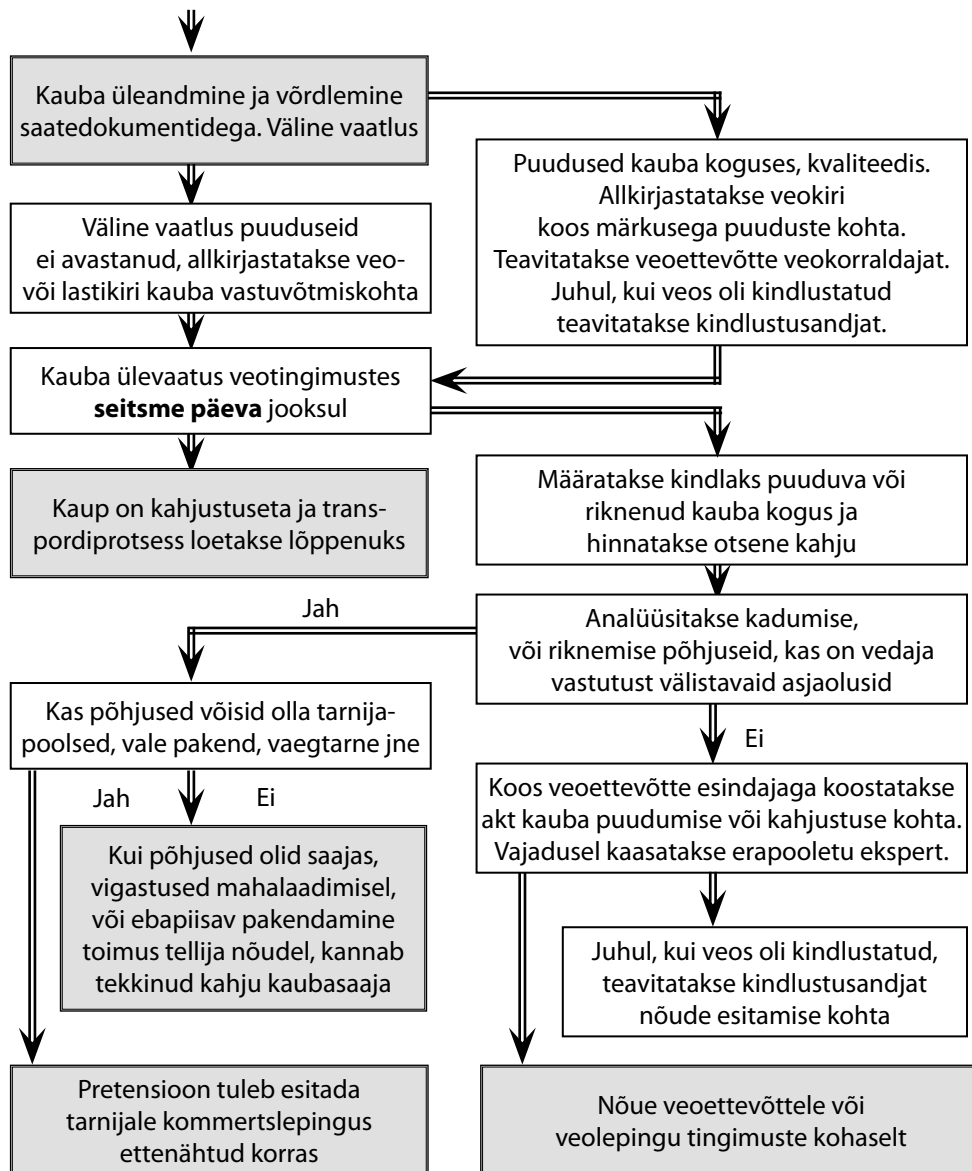 Kauba üleandmine ja võrdlemine
saatedokumentidega. Väline vaatlus
Puudused kauba koguses, kvaliteedis.
Allkirjastatakse veokiri
koos märkusega puuduste kohta.
Teavitatakse veoettevõtte veokorraldajat.
Juhul, kui veos oli kindlustatud
teavitatakse kindlustusandjat.
Väline vaatlus puuduseid
ei avastanud, allkirjastatakse veo-
või lastikiri kauba vastuvõtmiskohta
Kauba ülevaatus veotingimustes
seitsme päeva jooksul
Kaup on kahjustuseta ja trans-
pordiprotsess loetakse lõppenuks
Määratakse kindlaks puuduva või
riknenud kauba kogus ja
hinnatakse otsene kahju
Analüüsitakse kadumise,
või riknemise põhjuseid, kas on vedaja
vastutust välistavaid asjaolusid
Jah
Kas põhjused võisid olla tarnija-
poolsed, vale pakend, vaegtarne jne
Ei
Koos veoettevõtte esindajaga koostatakse
akt kauba puudumise või kahjustuse kohta.
Vajadusel kaasatakse erapooletu ekspert.
Jah
Ei
Kui põhjused olid saajas,
vigastused mahalaadimisel,
või ebapiisav pakendamine
toimus tellija nõudel, kannab
tekkinud kahju kaubasaaja
Juhul, kui veos oli kindlustatud,
teavitatakse kindlustusandjat
nõude esitamise kohta
Pretensioon tuleb esitada
tarnijale kommertslepingus
ettenähtud korras
Nõue veoettevõttele või
veolepingu tingimuste kohaselt